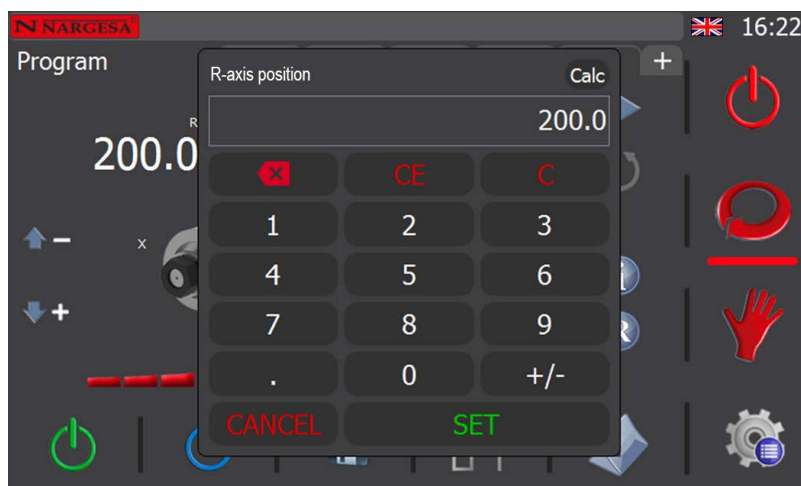 N NARGESA
16:22
Program
R-axis position
Calc
+
R
200.0
200.0
CE
C
1
2
3
X
4
5
6
7
8
9
R
.
0
+/-
CANCEL
SET